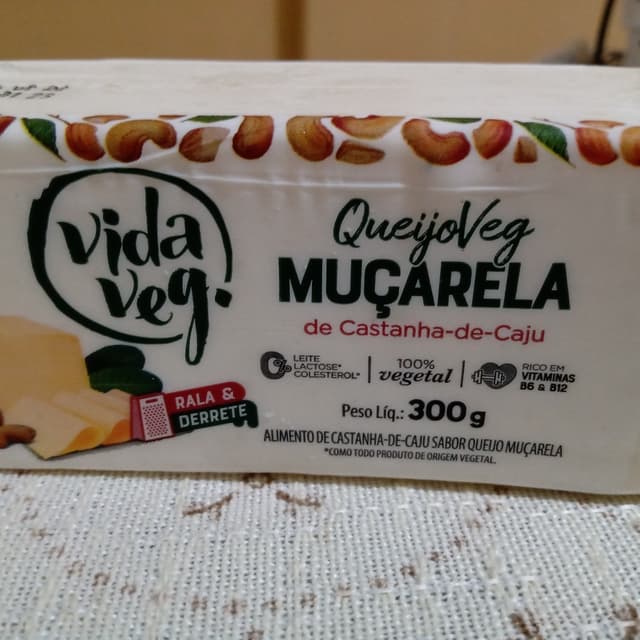 vida
veg.
QueijoVeg
MUÇARELA
de Castanha-de-Caju
0%
LEITE
LACTOSE*
COLESTEROL*
100%
vegetal
RICO EM
VITAMINAS
B6 & B12
RALA &
DERRETE
Peso Líq.: 300g
ALIMENTO DE CASTANHA-DE-CAJU SABOR QUEIJO MUÇARELA
*COMO TODO PRODUTO DE ORIGEM VEGETAL.